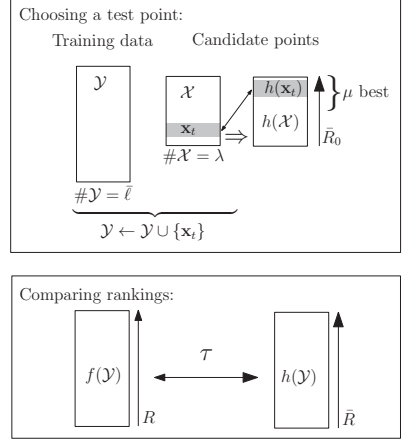 Choosing a test point:
Training data Candidate points
𝒴 𝒳 h(x_t) } μ best
x_t ⇒ h(𝒳) R̄_0
#𝒳 = λ
#𝒴 = ℓ̄
𝒴 ← 𝒴 ∪ {x_t}
Comparing rankings:
f(𝒴) τ h(𝒴)
R R̄